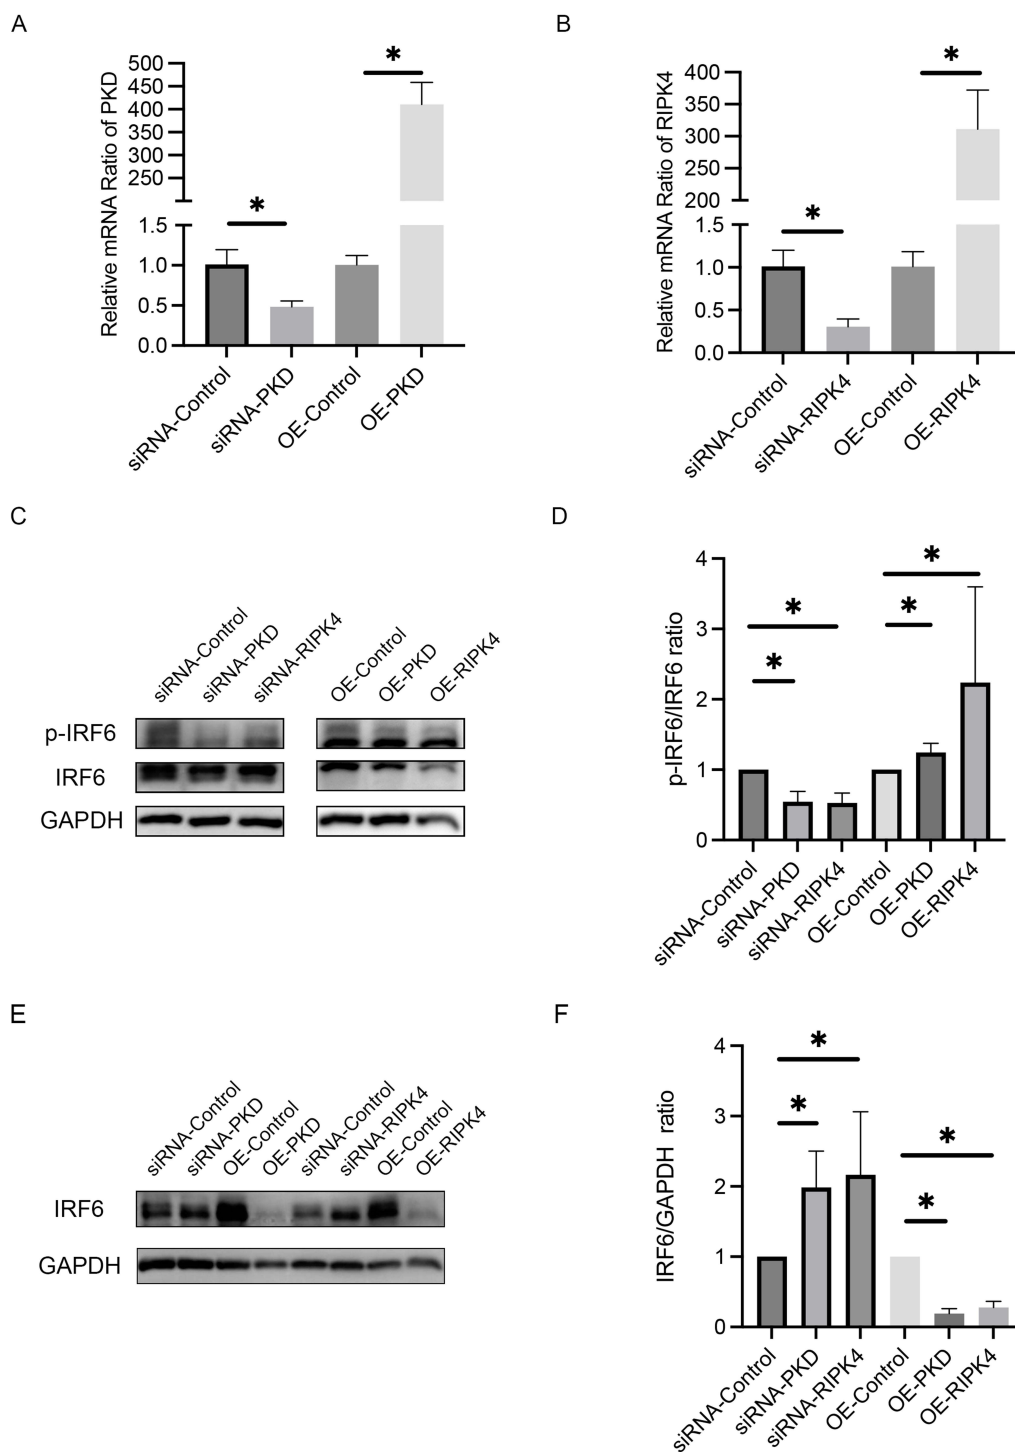 A
Relative mRNA Ratio of PKD
500
450
400
350
300
250
1.5
1.0
0.5
0.0
*
*
siRNA-Control
siRNA-PKD
OE-Control
OE-PKD
B
Relative mRNA Ratio of RIPK4
400
350
300
250
200
1.5
1.0
0.5
0.0
*
*
siRNA-Control
siRNA-RIPK4
OE-Control
OE-RIPK4
C
siRNA-Control
siRNA-PKD
siRNA-RIPK4
OE-Control
OE-PKD
OE-RIPK4
p-IRF6
IRF6
GAPDH
D
p-IRF6/IRF6 ratio
4
3
2
1
0
*
*
*
*
siRNA-Control
siRNA-PKD
siRNA-RIPK4
OE-Control
OE-PKD
OE-RIPK4
E
siRNA-Control
siRNA-PKD
OE-Control
OE-PKD
siRNA-Control
siRNA-RIPK4
OE-Control
OE-RIPK4
IRF6
GAPDH
F
IRF6/GAPDH ratio
4
3
2
1
0
*
*
*
*
siRNA-Control
siRNA-PKD
siRNA-RIPK4
OE-Control
OE-PKD
OE-RIPK4